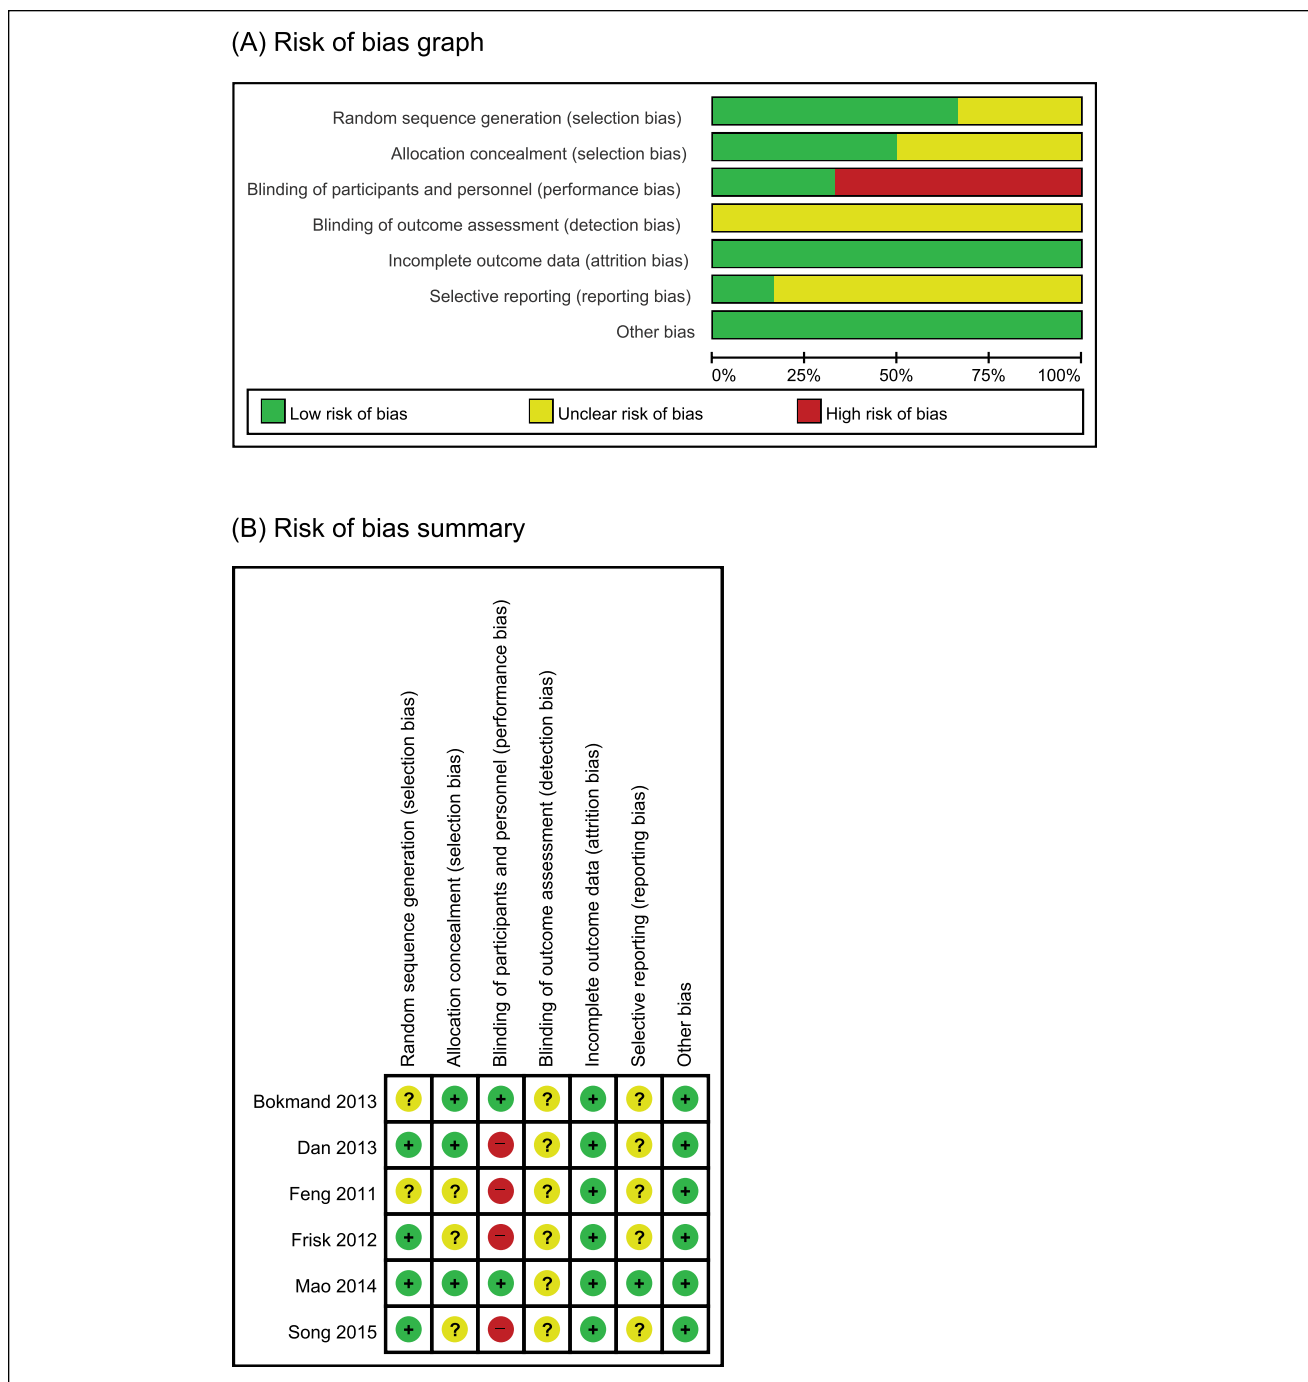 (A) Risk of bias graph
Random sequence generation (selection bias)
Allocation concealment (selection bias)
Blinding of participants and personnel (performance bias)
Blinding of outcome assessment (detection bias)
Incomplete outcome data (attrition bias)
Selective reporting (reporting bias)
Other bias
0% 25% 50% 75% 100%
Low risk of bias Unclear risk of bias High risk of bias
(B) Risk of bias summary
Random sequence generation (selection bias)
Allocation concealment (selection bias)
Blinding of participants and personnel (performance bias)
Blinding of outcome assessment (detection bias)
Incomplete outcome data (attrition bias)
Selective reporting (reporting bias)
Other bias
Bokmand 2013 ? + + ? + ? +
Dan 2013 + + – ? + ? +
Feng 2011 ? ? – ? + ? +
Frisk 2012 + ? – ? + ? +
Mao 2014 + + + ? + + +
Song 2015 + ? – ? + ? +